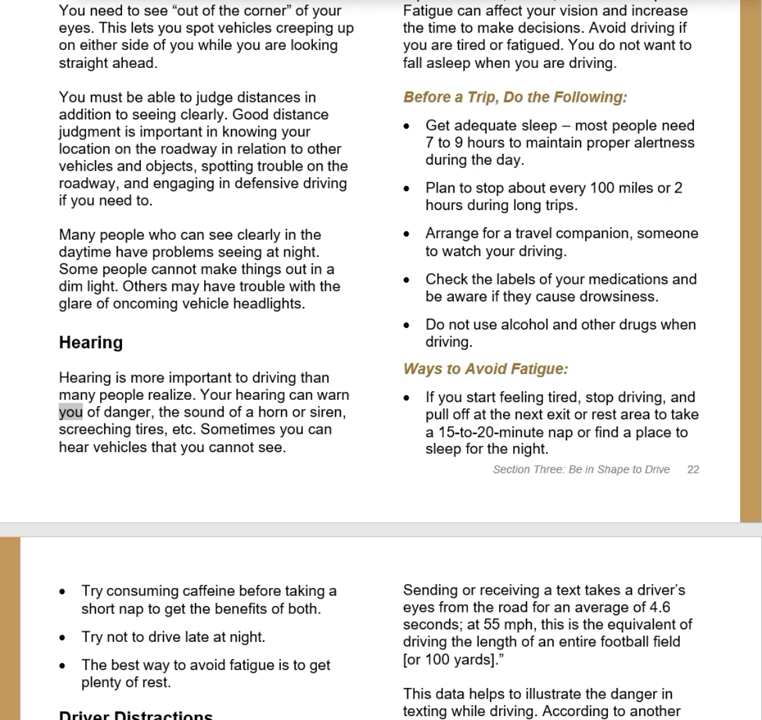 You need to see “out of the corner” of your
eyes. This lets you spot vehicles creeping up
on either side of you while you are looking
straight ahead.
You must be able to judge distances in
addition to seeing clearly. Good distance
judgment is important in knowing your
location on the roadway in relation to other
vehicles and objects, spotting trouble on the
roadway, and engaging in defensive driving
if you need to.
Many people who can see clearly in the
daytime have problems seeing at night.
Some people cannot make things out in a
dim light. Others may have trouble with the
glare of oncoming vehicle headlights.
Hearing
Hearing is more important to driving than
many people realize. Your hearing can warn
you of danger, the sound of a horn or siren,
screeching tires, etc. Sometimes you can
hear vehicles that you cannot see.
Fatigue can affect your vision and increase
the time to make decisions. Avoid driving if
you are tired or fatigued. You do not want to
fall asleep when you are driving.
Before a Trip, Do the Following:
• Get adequate sleep – most people need
7 to 9 hours to maintain proper alertness
during the day.
• Plan to stop about every 100 miles or 2
hours during long trips.
• Arrange for a travel companion, someone
to watch your driving.
• Check the labels of your medications and
be aware if they cause drowsiness.
• Do not use alcohol and other drugs when
driving.
Ways to Avoid Fatigue:
• If you start feeling tired, stop driving, and
pull off at the next exit or rest area to take
a 15-to-20-minute nap or find a place to
sleep for the night.
Section Three: Be in Shape to Drive 22
• Try consuming caffeine before taking a
short nap to get the benefits of both.
• Try not to drive late at night.
• The best way to avoid fatigue is to get
plenty of rest.
Driver Distractions
Sending or receiving a text takes a driver’s
eyes from the road for an average of 4.6
seconds; at 55 mph, this is the equivalent of
driving the length of an entire football field
[or 100 yards].”
This data helps to illustrate the danger in
texting while driving. According to another